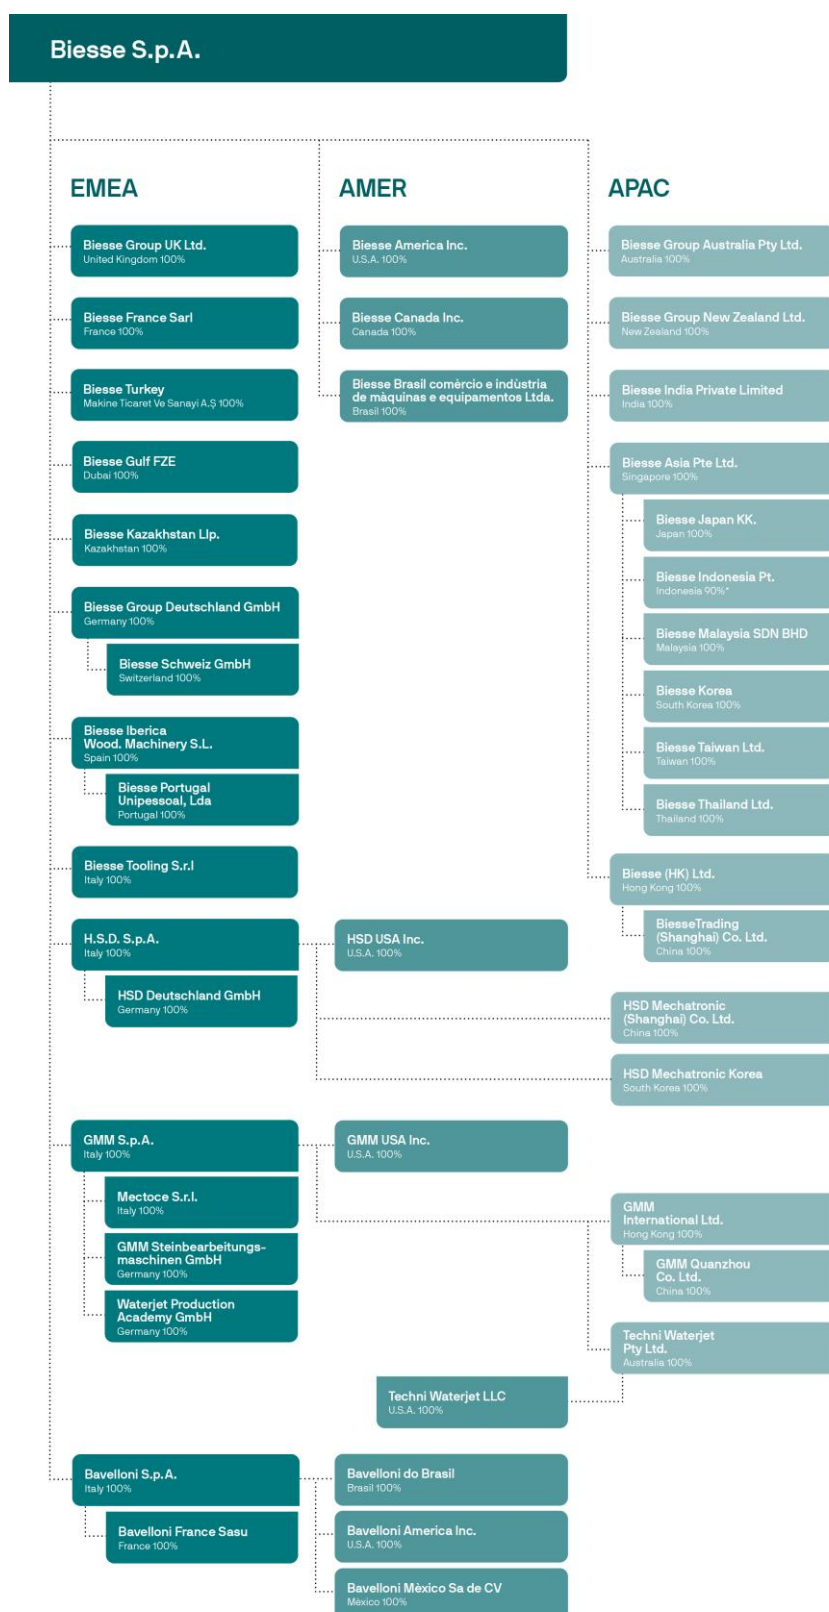 Biesse S.p.A.
EMEA
Biesse Group UK Ltd.
United Kingdom 100%
Biesse France Sarl
France 100%
Biesse Turkey
Makine Ticaret Ve Sanayi A.Ş 100%
Biesse Gulf FZE
Dubai 100%
Biesse Kazakhstan Llp.
Kazakhstan 100%
Biesse Group Deutschland GmbH
Germany 100%
Biesse Schweiz GmbH
Switzerland 100%
Biesse Iberica
Wood. Machinery S.L.
Spain 100%
Biesse Portugal
Unipessoal, Lda
Portugal 100%
Biesse Tooling S.r.l
Italy 100%
H.S.D. S.p.A.
Italy 100%
HSD Deutschland GmbH
Germany 100%
GMM S.p.A.
Italy 100%
Mectoce S.r.l.
Italy 100%
GMM Steinbearbeitungs-
maschinen GmbH
Germany 100%
Waterjet Production
Academy GmbH
Germany 100%
Bavelloni S.p.A.
Italy 100%
Bavelloni France Sasu
France 100%
AMER
Biesse America Inc.
U.S.A. 100%
Biesse Canada Inc.
Canada 100%
Biesse Brasil comèrcio e indùstria
de màquinas e equipamentos Ltda.
Brasil 100%
HSD USA Inc.
U.S.A. 100%
GMM USA Inc.
U.S.A. 100%
Techni Waterjet LLC
U.S.A. 100%
Bavelloni do Brasil
Brasil 100%
Bavelloni America Inc.
U.S.A. 100%
Bavelloni Mèxico Sa de CV
Mèxico 100%
APAC
Biesse Group Australia Pty Ltd.
Australia 100%
Biesse Group New Zealand Ltd.
New Zealand 100%
Biesse India Private Limited
India 100%
Biesse Asia Pte Ltd.
Singapore 100%
Biesse Japan KK.
Japan 100%
Biesse Indonesia Pt.
Indonesia 90%*
Biesse Malaysia SDN BHD
Malaysia 100%
Biesse Korea
South Korea 100%
Biesse Taiwan Ltd.
Taiwan 100%
Biesse Thailand Ltd.
Thailand 100%
Biesse (HK) Ltd.
Hong Kong 100%
BiesseTrading
(Shanghai) Co. Ltd.
China 100%
HSD Mechatronic
(Shanghai) Co. Ltd.
China 100%
HSD Mechatronic Korea
South Korea 100%
GMM
International Ltd.
Hong Kong 100%
GMM Quanzhou
Co. Ltd.
China 100%
Techni Waterjet
Pty Ltd.
Australia 100%